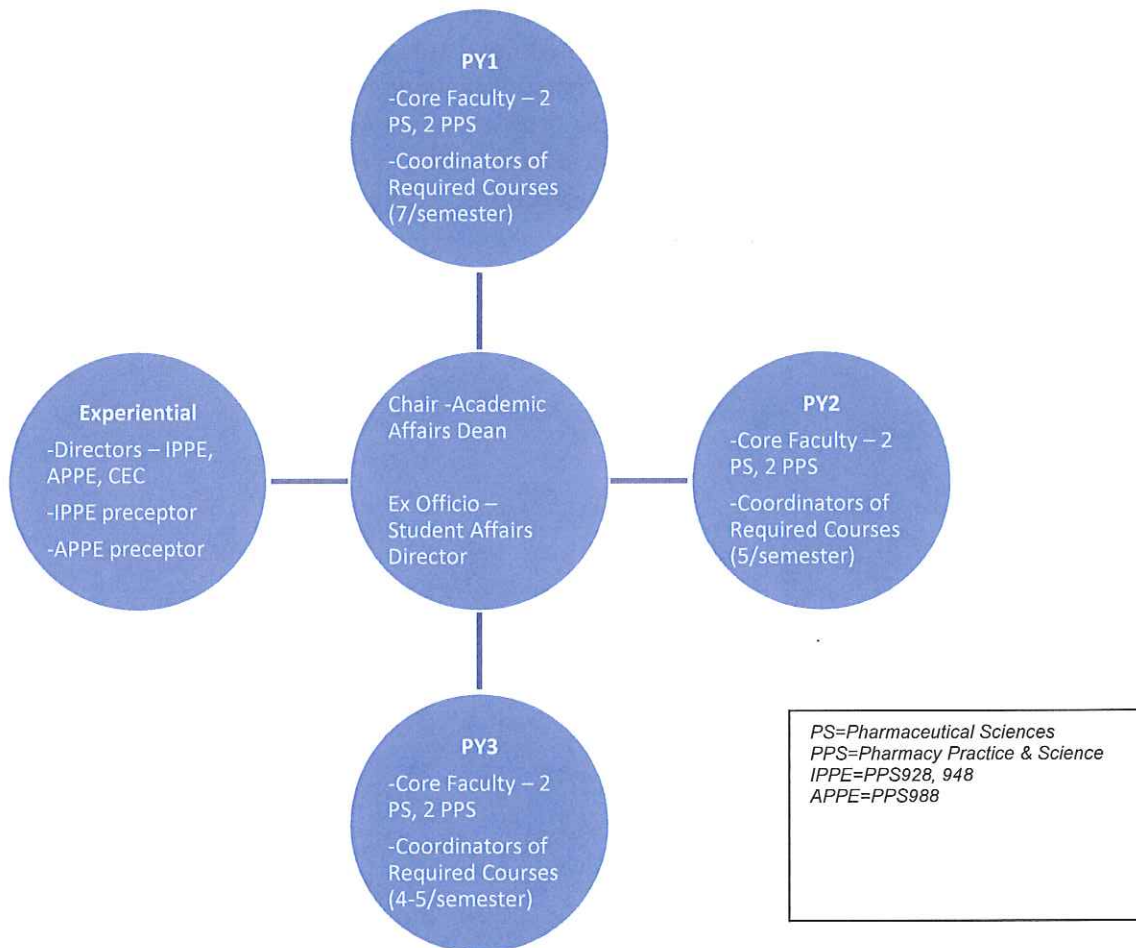 PY1
-Core Faculty – 2
PS, 2 PPS
-Coordinators of
Required Courses
(7/semester)
Experiential
-Directors – IPPE,
APPE, CEC
-IPPE preceptor
-APPE preceptor
Chair -Academic
Affairs Dean
Ex Officio –
Student Affairs
Director
PY2
-Core Faculty – 2
PS, 2 PPS
-Coordinators of
Required Courses
(5/semester)
PY3
-Core Faculty – 2
PS, 2 PPS
-Coordinators of
Required Courses
(4-5/semester)
PS=Pharmaceutical Sciences
PPS=Pharmacy Practice & Science
IPPE=PPS928, 948
APPE=PPS988